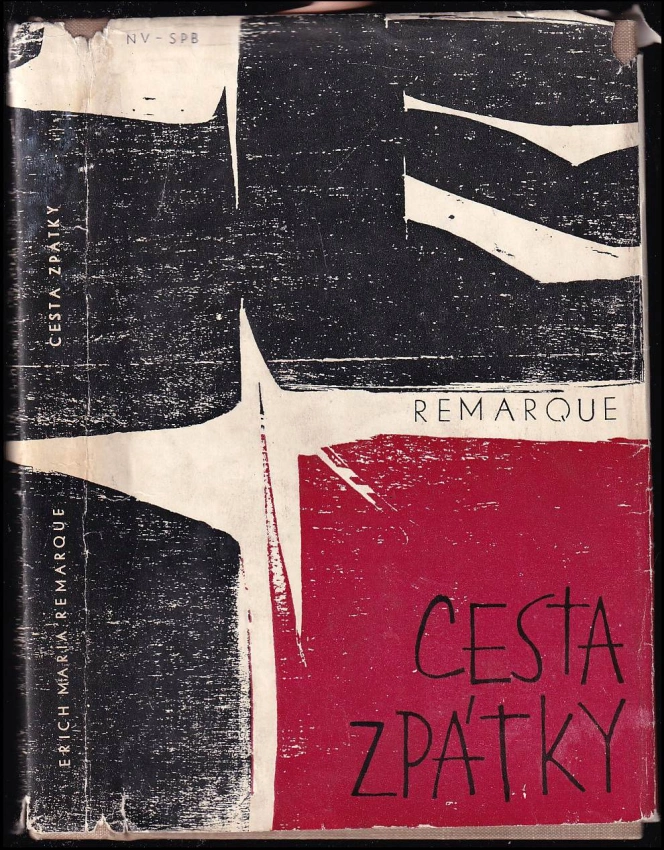 NV-SPB
CESTA ZPÁTKY
ERICH MARIA REMARQUE
REMARQUE
CESTA
ZPÁTKY